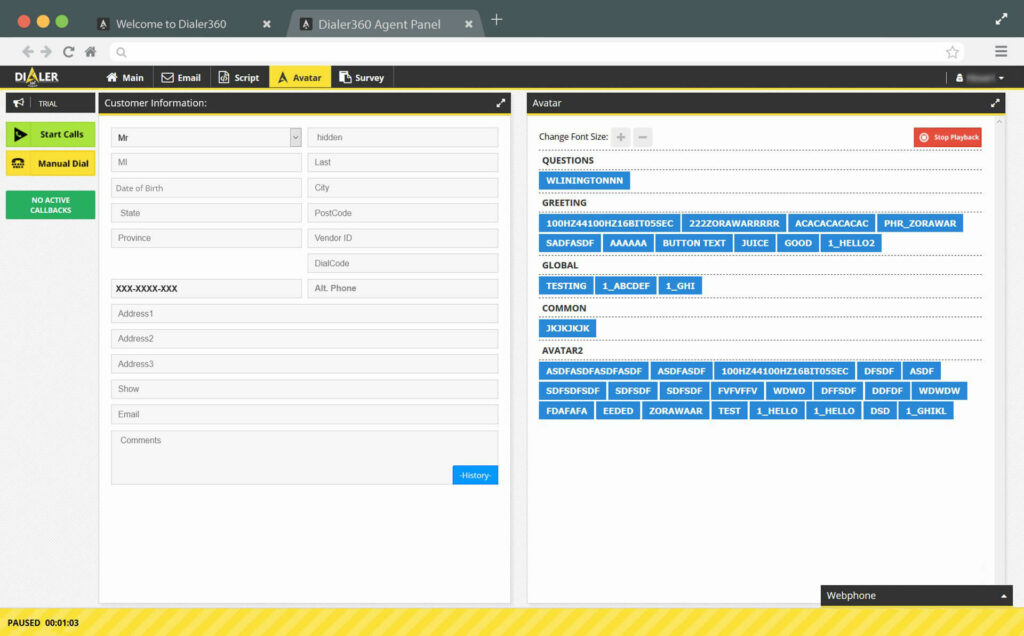 Welcome to Dialer360
Dialer360 Agent Panel
DIALER
Main Email Script Avatar Survey
TRIAL
Start Calls
Manual Dial
NO ACTIVE
CALLBACKS
Customer Information:
Mr hidden
MI Last
Date of Birth City
State PostCode
Province Vendor ID
DialCode
XXX-XXXX-XXX Alt. Phone
Address1
Address2
Address3
Show
Email
Comments
-History-
Avatar
Change Font Size: + − Stop Playback
QUESTIONS
WLININGTONNN
GREETING
100HZ44100HZ16BIT05SEC 222ZORAWARRRRR ACACACACACAC PHR_ZORAWAR
SADFASDF AAAAAA BUTTON TEXT JUICE GOOD 1_HELLO2
GLOBAL
TESTING 1_ABCDEF 1_GHI
COMMON
JKJKJKJK
AVATAR2
ASDFASDFASDFASDF ASDFASDF 100HZ44100HZ16BIT05SEC DFSDF ASDF
SDFSDFSDF SDFSDF SDFSDF FVFVFFV WDWD DFFSDF DDFDF WDWDW
FDAFAFA EEDED ZORAWAAR TEST 1_HELLO 1_HELLO DSD 1_GHIKL
Webphone
PAUSED 00:01:03